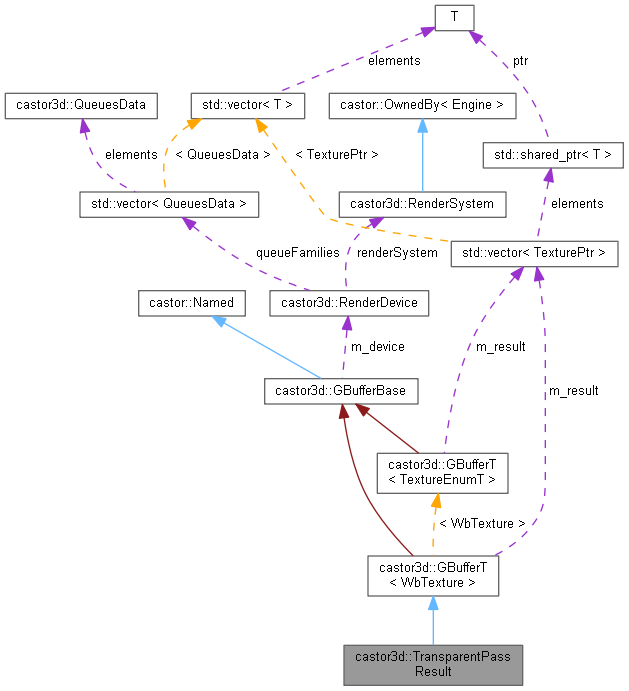 T
elements
ptr
castor3d::QueuesData
std::vector< T >
castor::OwnedBy< Engine >
elements
< QueuesData >
< TexturePtr >
std::shared_ptr< T >
std::vector< QueuesData >
castor3d::RenderSystem
elements
queueFamilies
renderSystem
std::vector< TexturePtr >
castor::Named
castor3d::RenderDevice
m_device
m_result
castor3d::GBufferBase
m_result
castor3d::GBufferT
< TextureEnumT >
< WbTexture >
castor3d::GBufferT
< WbTexture >
castor3d::TransparentPass
Result